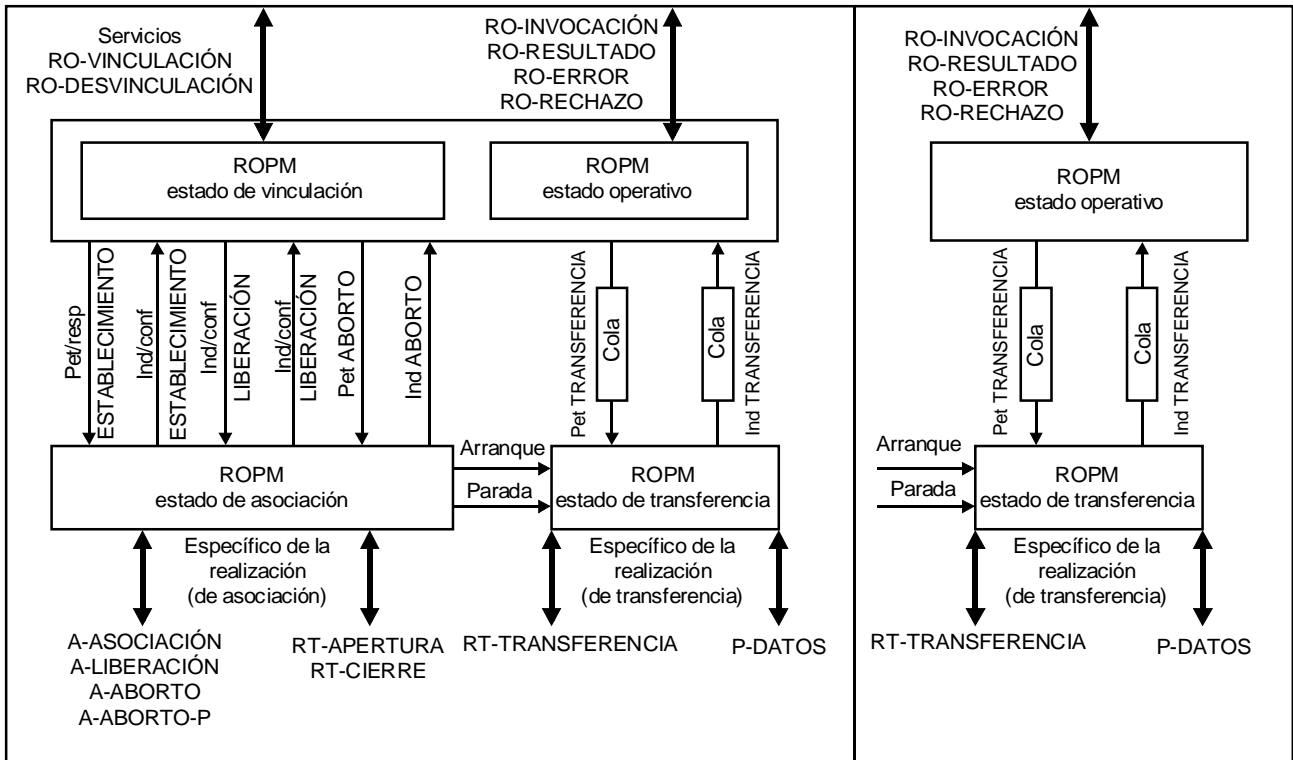 Servicios
RO-VINCULACIÓN
RO-DESVINCULACIÓN
RO-INVOCACIÓN
RO-RESULTADO
RO-ERROR
RO-RECHAZO
ROPM
estado de vinculación
ROPM
estado operativo
Pet/resp
ESTABLECIMIENTO
Ind/conf
ESTABLECIMIENTO
Ind/conf
LIBERACIÓN
Ind/conf
LIBERACIÓN
Pet ABORTO
Ind ABORTO
Pet TRANSFERENCIA
Cola
Cola
Ind TRANSFERENCIA
ROPM
estado de asociación
Arranque
Parada
ROPM
estado de transferencia
Específico de la
realización
(de asociación)
Específico de la
realización
(de transferencia)
A-ASOCIACIÓN
A-LIBERACIÓN
A-ABORTO
A-ABORTO-P
RT-APERTURA
RT-CIERRE
RT-TRANSFERENCIA
P-DATOS
RO-INVOCACIÓN
RO-RESULTADO
RO-ERROR
RO-RECHAZO
ROPM
estado operativo
Pet TRANSFERENCIA
Cola
Cola
Ind TRANSFERENCIA
Arranque
Parada
ROPM
estado de transferencia
Específico de la
realización
(de transferencia)
RT-TRANSFERENCIA
P-DATOS